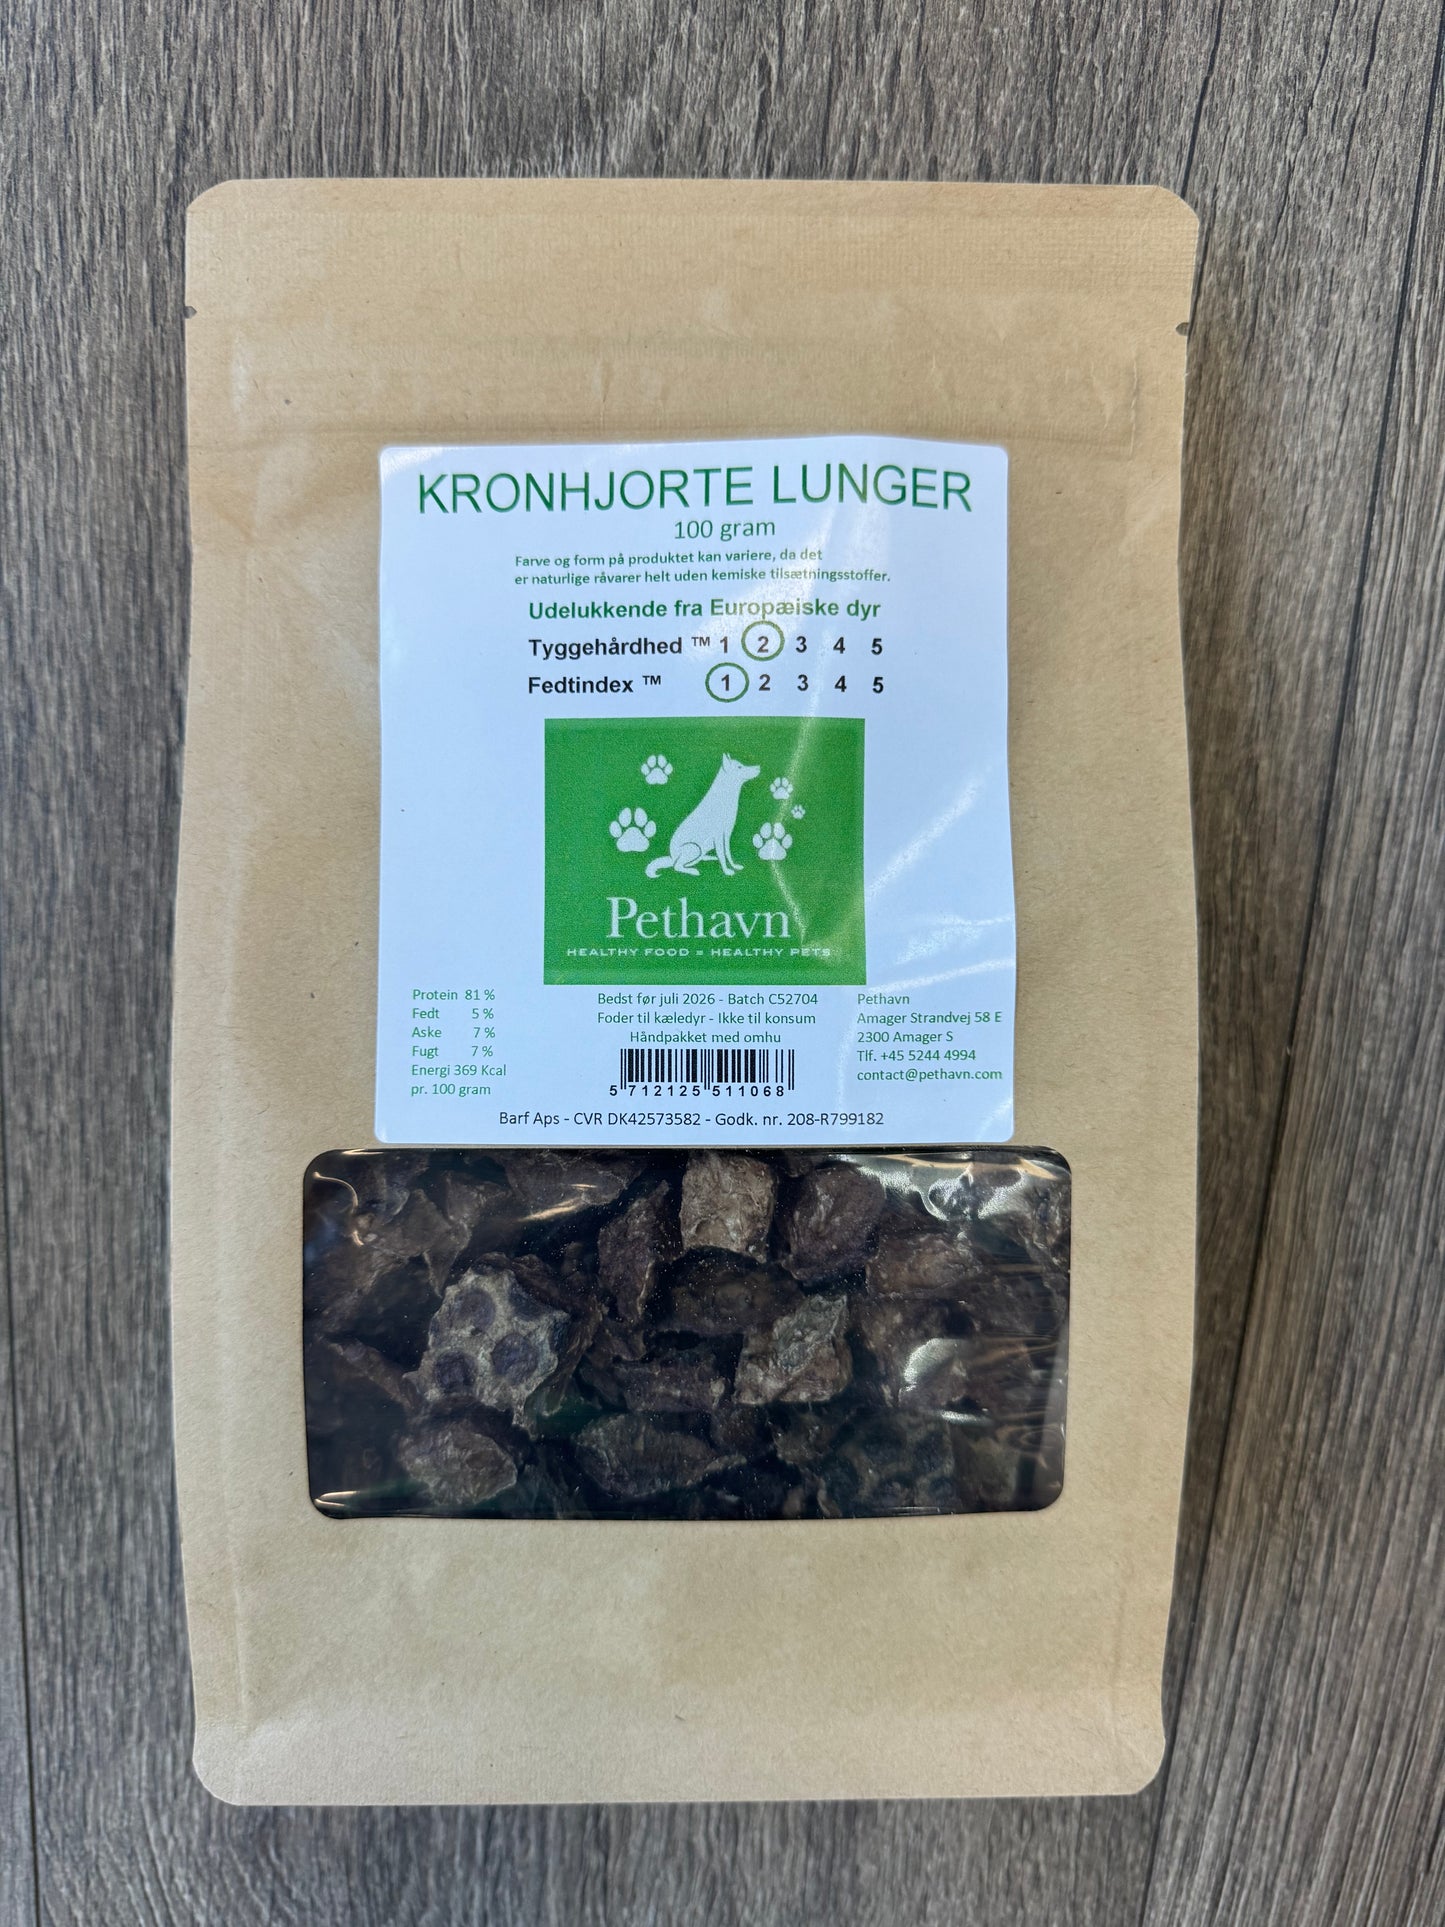 KRONHJORTE LUNGER
100 gram
Farve og form på produktet kan variere, da det
er naturlige råvarer helt uden kemiske tilsætningsstoffer.
Udelukkende fra Europæiske dyr
Tyggehårdhed ™ 1 2 3 4 5
Fedtindex ™ 1 2 3 4 5
Pethavn
HEALTHY FOOD = HEALTHY PETS
Protein 81 %
Fedt 5 %
Aske 7 %
Fugt 7 %
Energi 369 Kcal
pr. 100 gram
Bedst før juli 2026 - Batch C52704
Foder til kæledyr - Ikke til konsum
Håndpakket med omhu
5 712125 511068
Pethavn
Amager Strandvej 58 E
2300 Amager S
Tlf. +45 5244 4994
contact@pethavn.com
Barf Aps - CVR DK42573582 - Godk. nr. 208-R799182